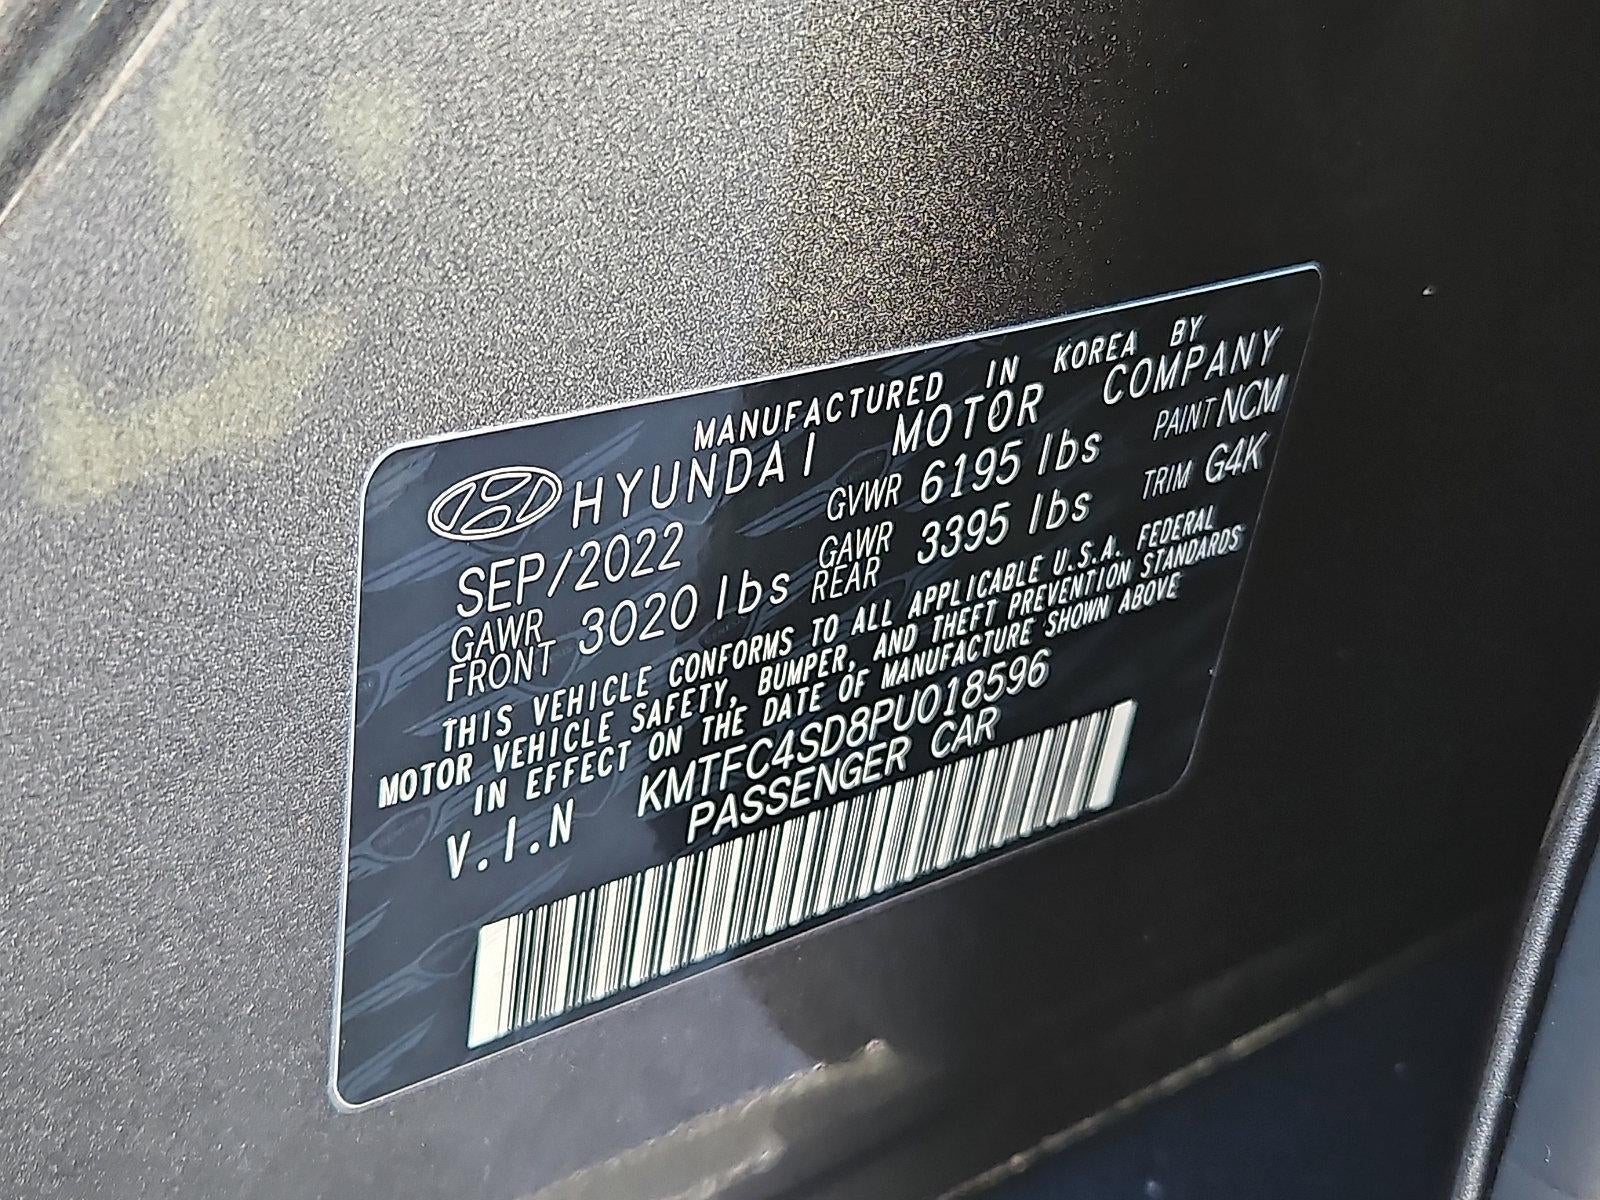 MANUFACTURED IN KOREA BY
HYUNDAI MOTOR COMPANY
SEP/2022 GVWR 6195 lbs PAINT NCM
GAWR FRONT 3020 lbs GAWR REAR 3395 lbs TRIM G4K
THIS VEHICLE CONFORMS TO ALL APPLICABLE U.S.A. FEDERAL
MOTOR VEHICLE SAFETY, BUMPER, AND THEFT PREVENTION STANDARDS
IN EFFECT ON THE DATE OF MANUFACTURE SHOWN ABOVE
V.I.N KMTFC4SD8PU018596
PASSENGER CAR